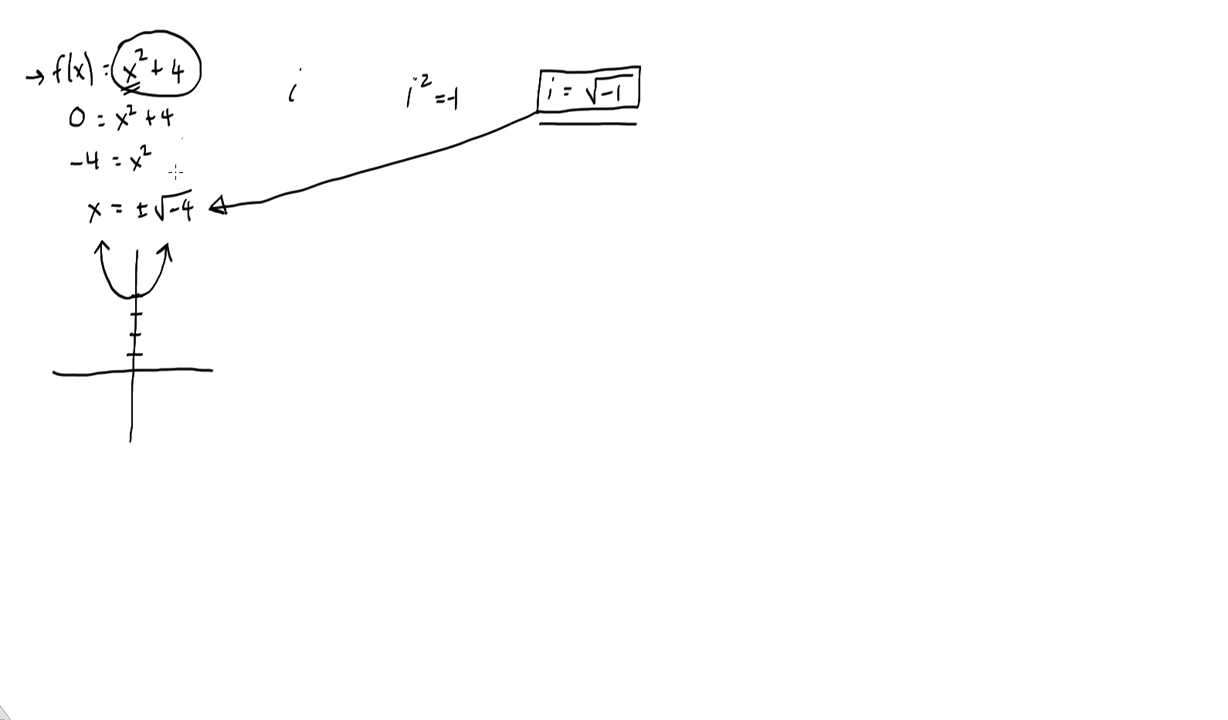 → f(x) = x² + 4
0 = x² + 4
-4 = x²
x = ±√-4
i
i² = -1
i = √-1